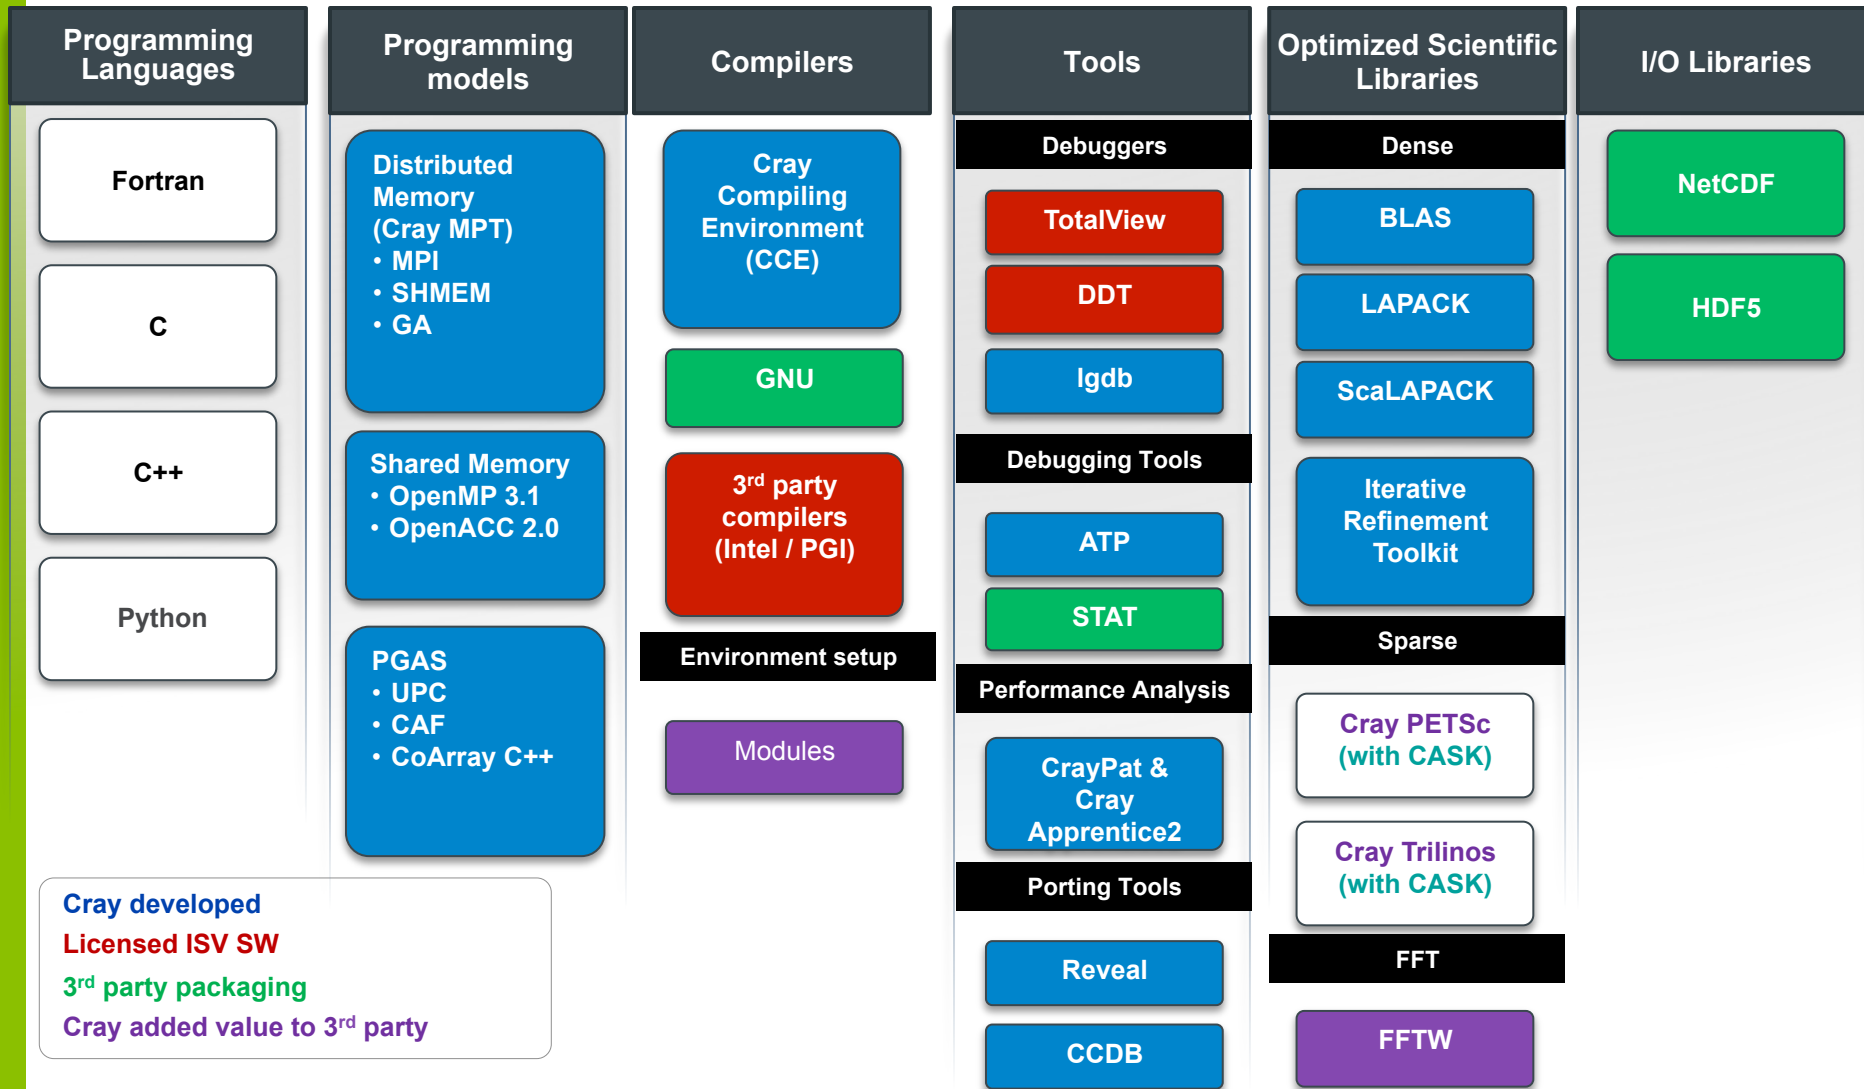 Programming
Languages
Fortran
C
C++
Python
Programming
models
Distributed
Memory
(Cray MPT)
• MPI
• SHMEM
• GA
Shared Memory
• OpenMP 3.1
• OpenACC 2.0
PGAS
• UPC
• CAF
• CoArray C++
Compilers
Cray
Compiling
Environment
(CCE)
GNU
3rd party
compilers
(Intel / PGI)
Environment setup
Modules
Tools
Debuggers
TotalView
DDT
lgdb
Debugging Tools
ATP
STAT
Performance Analysis
CrayPat &
Cray
Apprentice2
Porting Tools
Reveal
CCDB
Optimized Scientific
Libraries
Dense
BLAS
LAPACK
ScaLAPACK
Iterative
Refinement
Toolkit
Sparse
Cray PETSc
(with CASK)
Cray Trilinos
(with CASK)
FFT
FFTW
I/O Libraries
NetCDF
HDF5
Cray developed
Licensed ISV SW
3rd party packaging
Cray added value to 3rd party